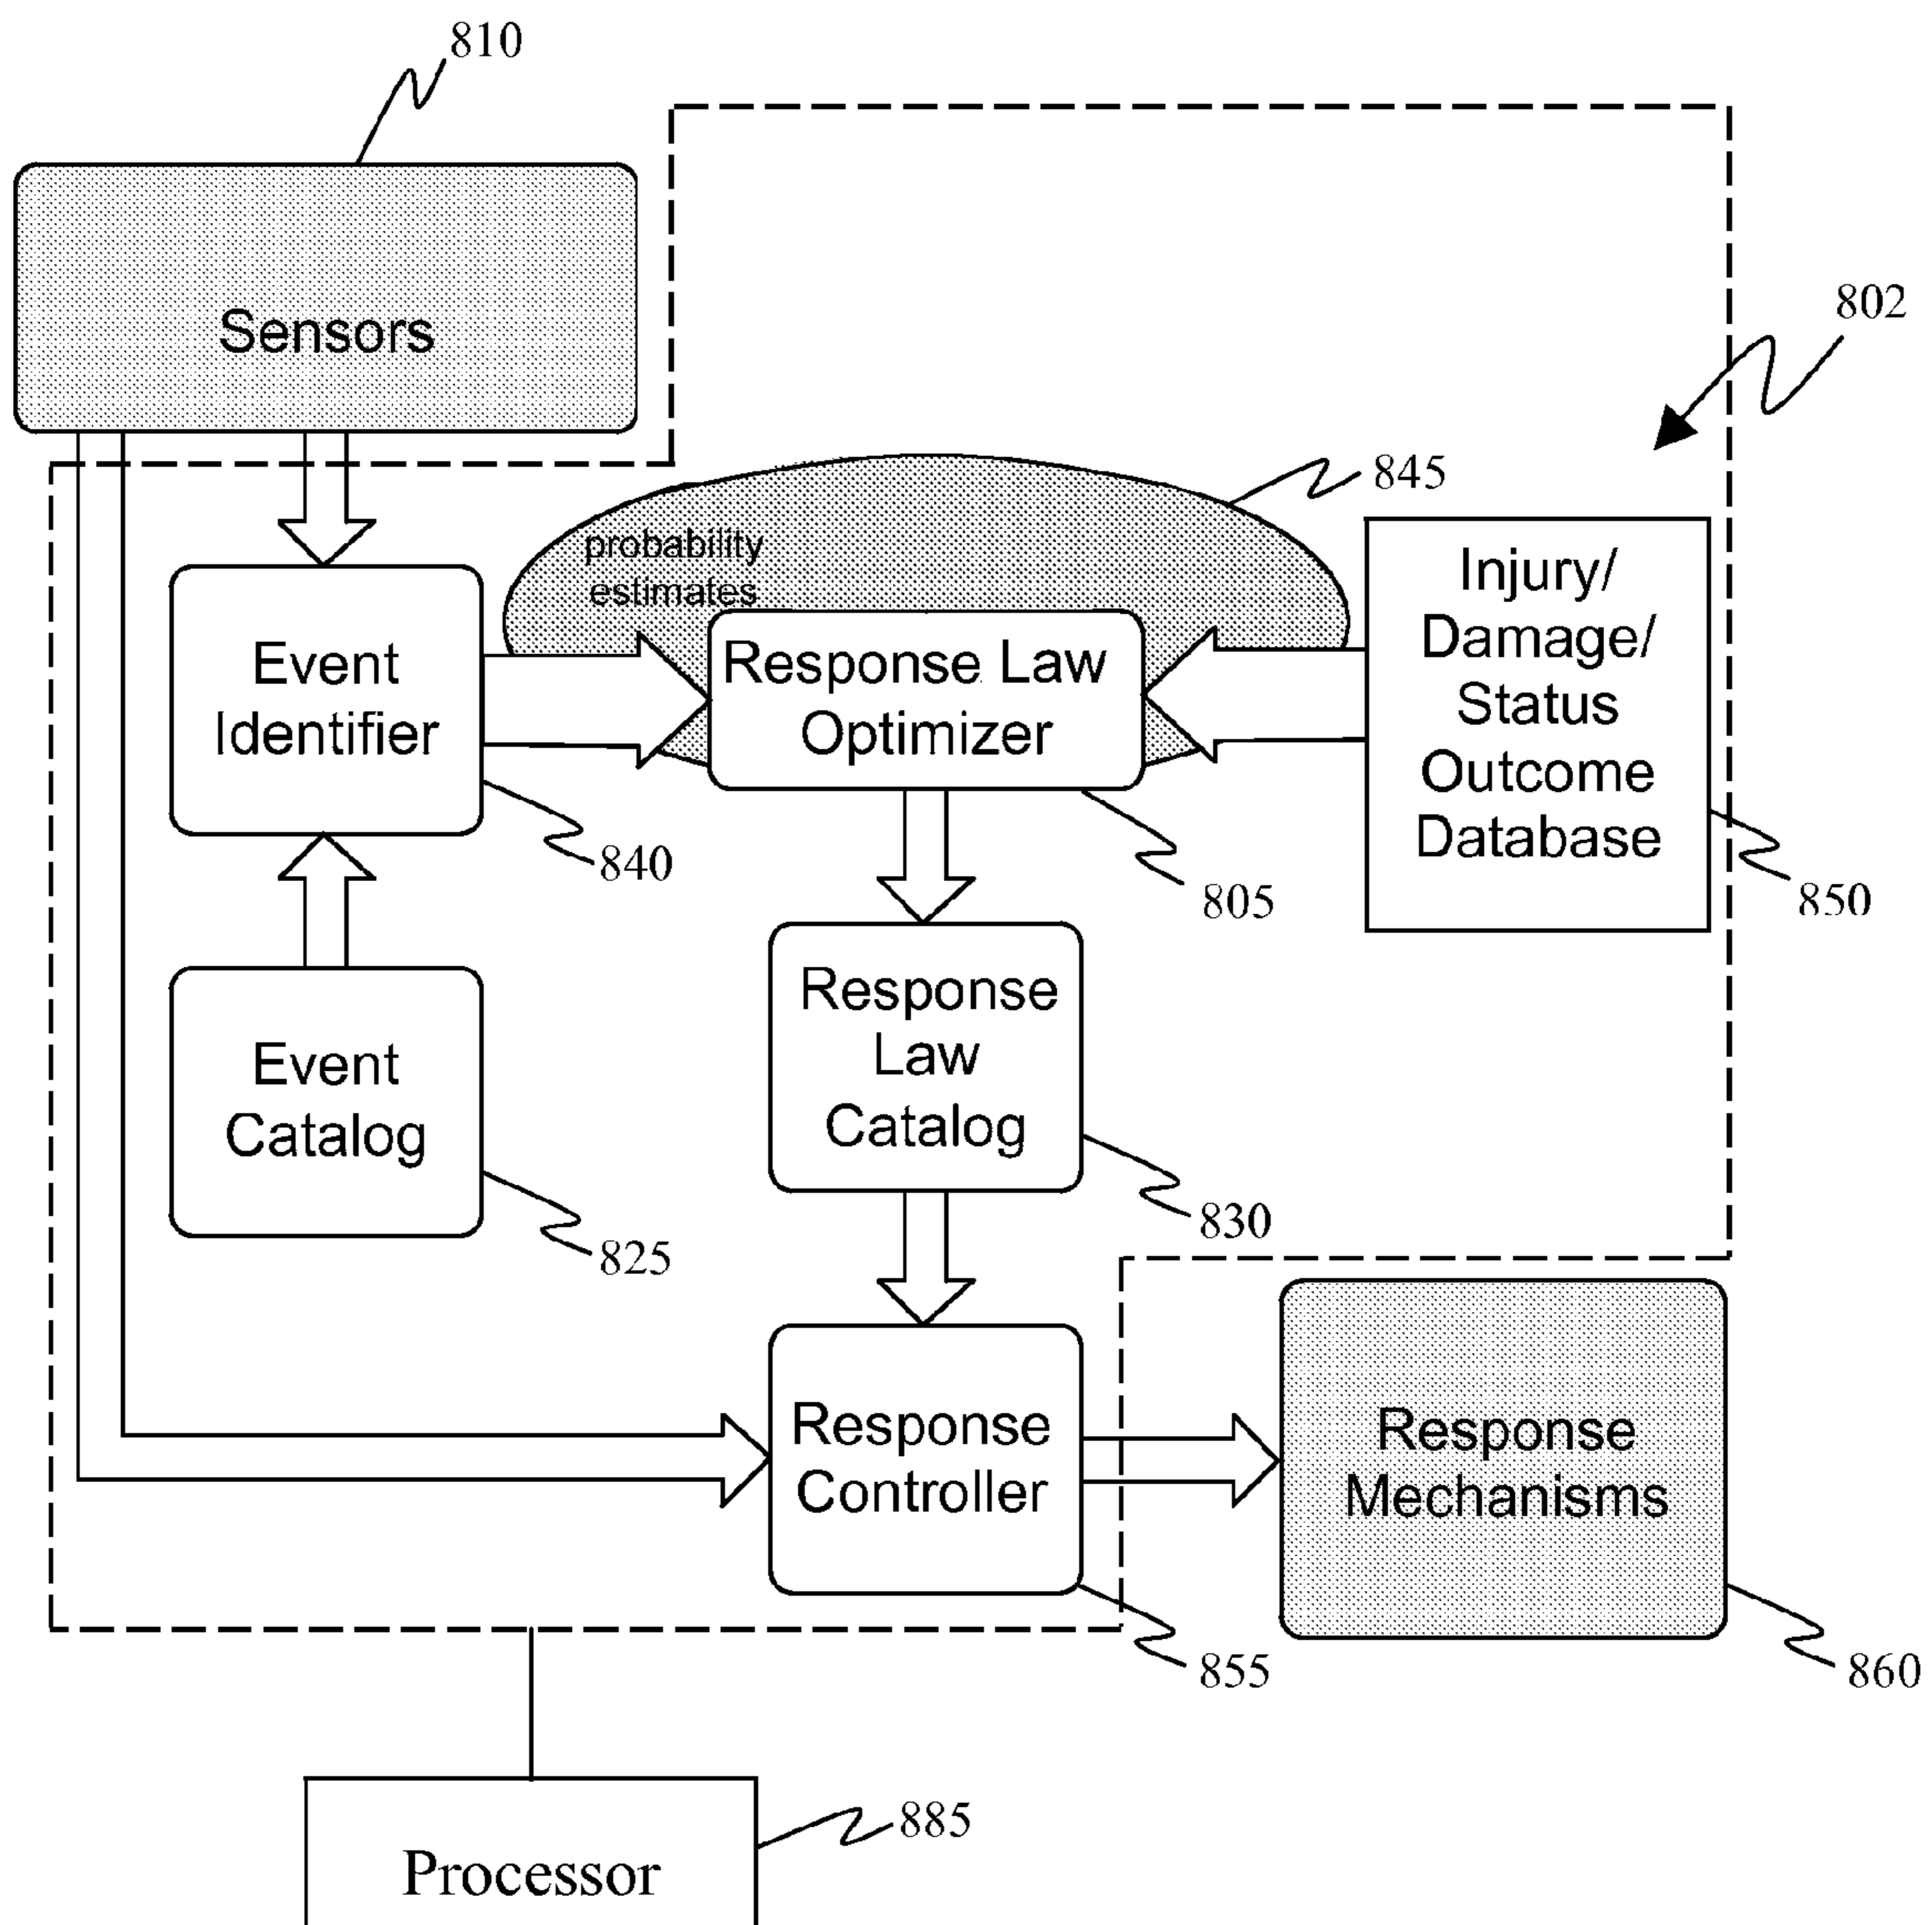 810
Sensors
802
845
probability
estimates
Event
Identifier
840
Response Law
Optimizer
805
Injury/
Damage/
Status
Outcome
Database
850
Event
Catalog
825
Response
Law
Catalog
830
Response
Controller
855
Response
Mechanisms
860
Processor
885